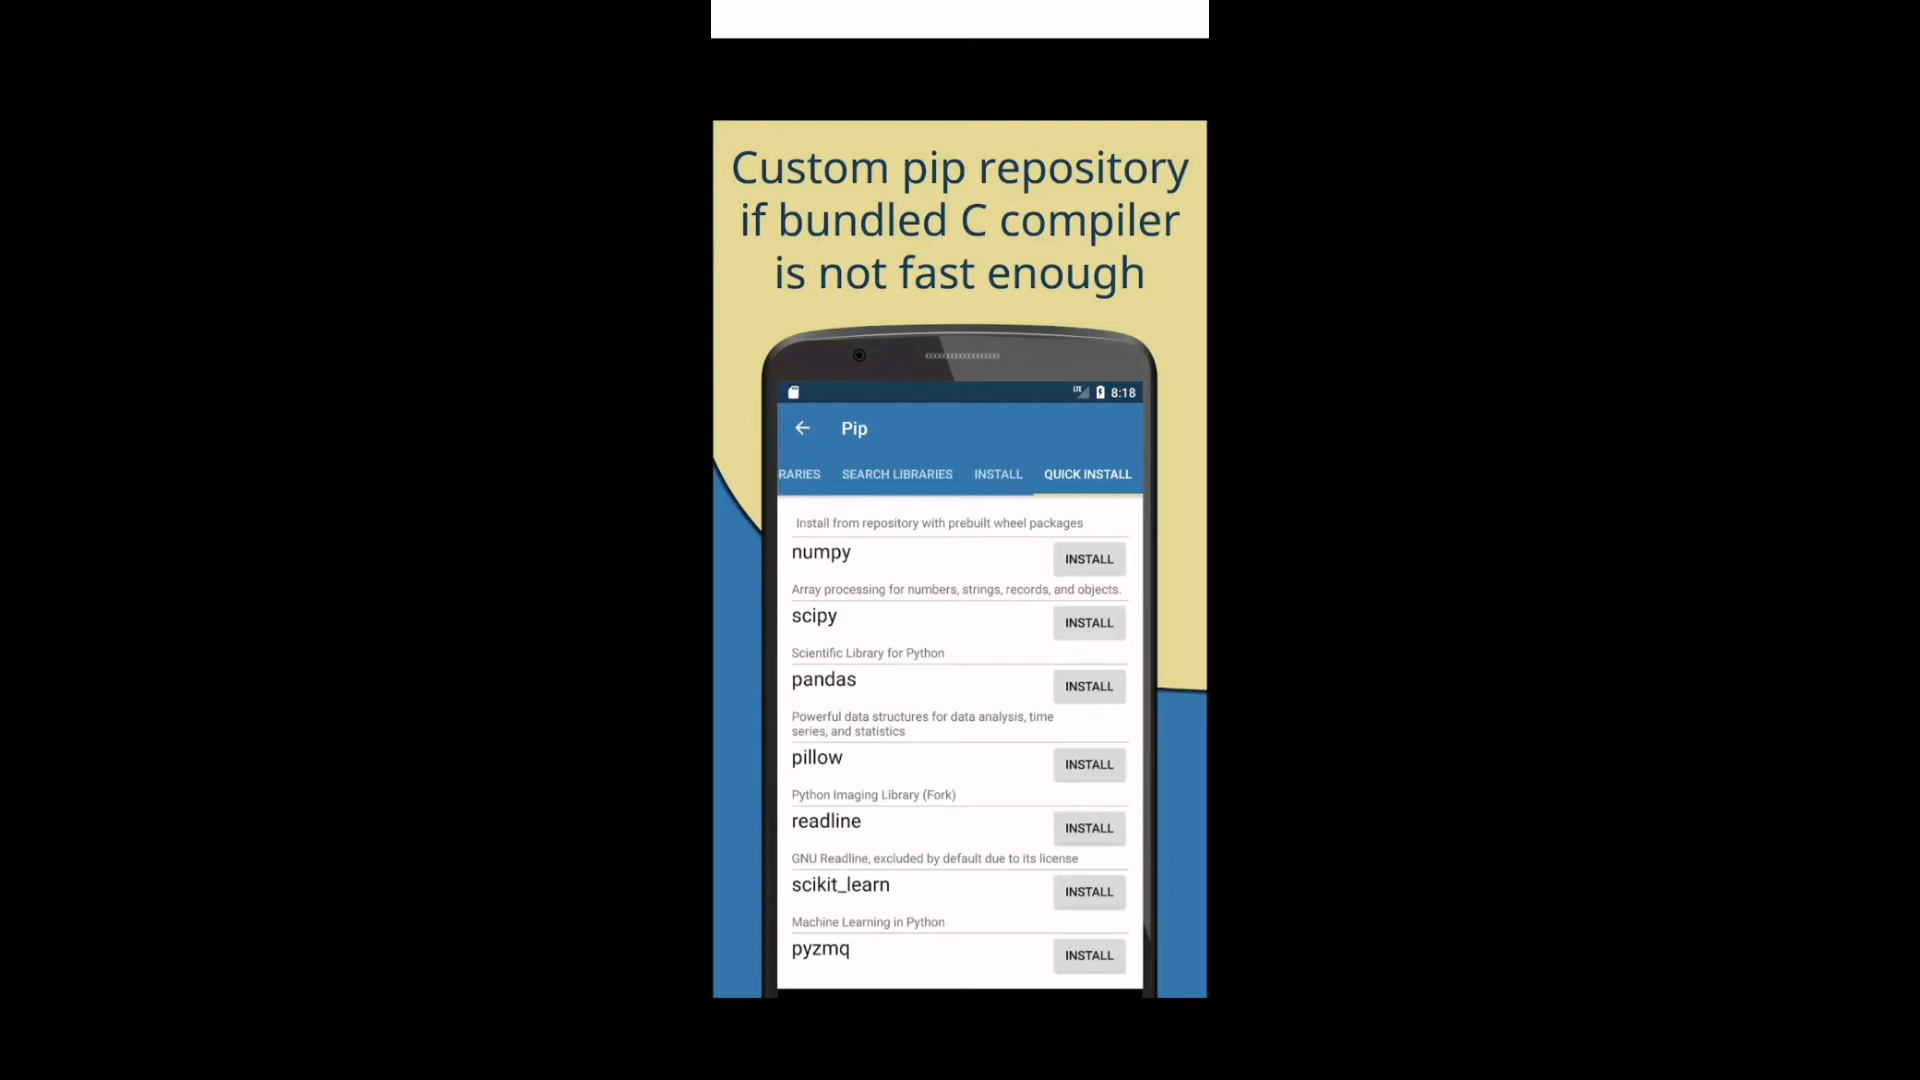 Custom pip repository
if bundled C compiler
is not fast enough
LTE 8:18
Pip
RARIES SEARCH LIBRARIES INSTALL QUICK INSTALL
Install from repository with prebuilt wheel packages
numpy INSTALL
Array processing for numbers, strings, records, and objects.
scipy INSTALL
Scientific Library for Python
pandas INSTALL
Powerful data structures for data analysis, time
series, and statistics
pillow INSTALL
Python Imaging Library (Fork)
readline INSTALL
GNU Readline, excluded by default due to its license
scikit_learn INSTALL
Machine Learning in Python
pyzmq INSTALL